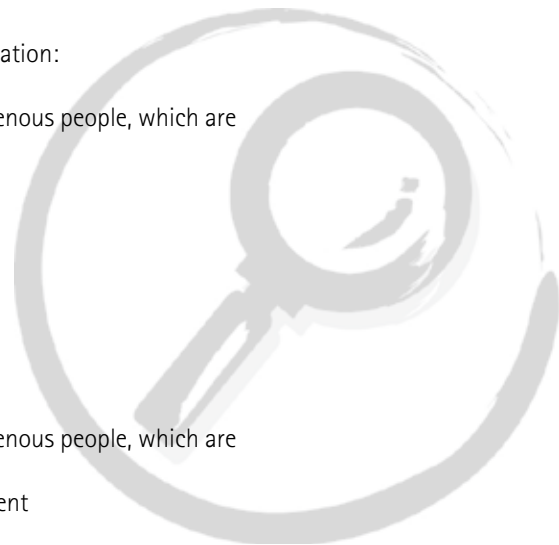 ation:
enous people, which are
enous people, which are
ent